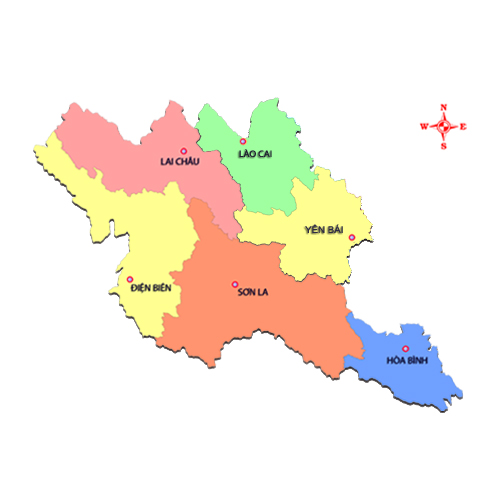 N
W E
S
LAI CHÂU
LÀO CAI
YÊN BÁI
ĐIỆN BIÊN
SƠN LA
HÒA BÌNH